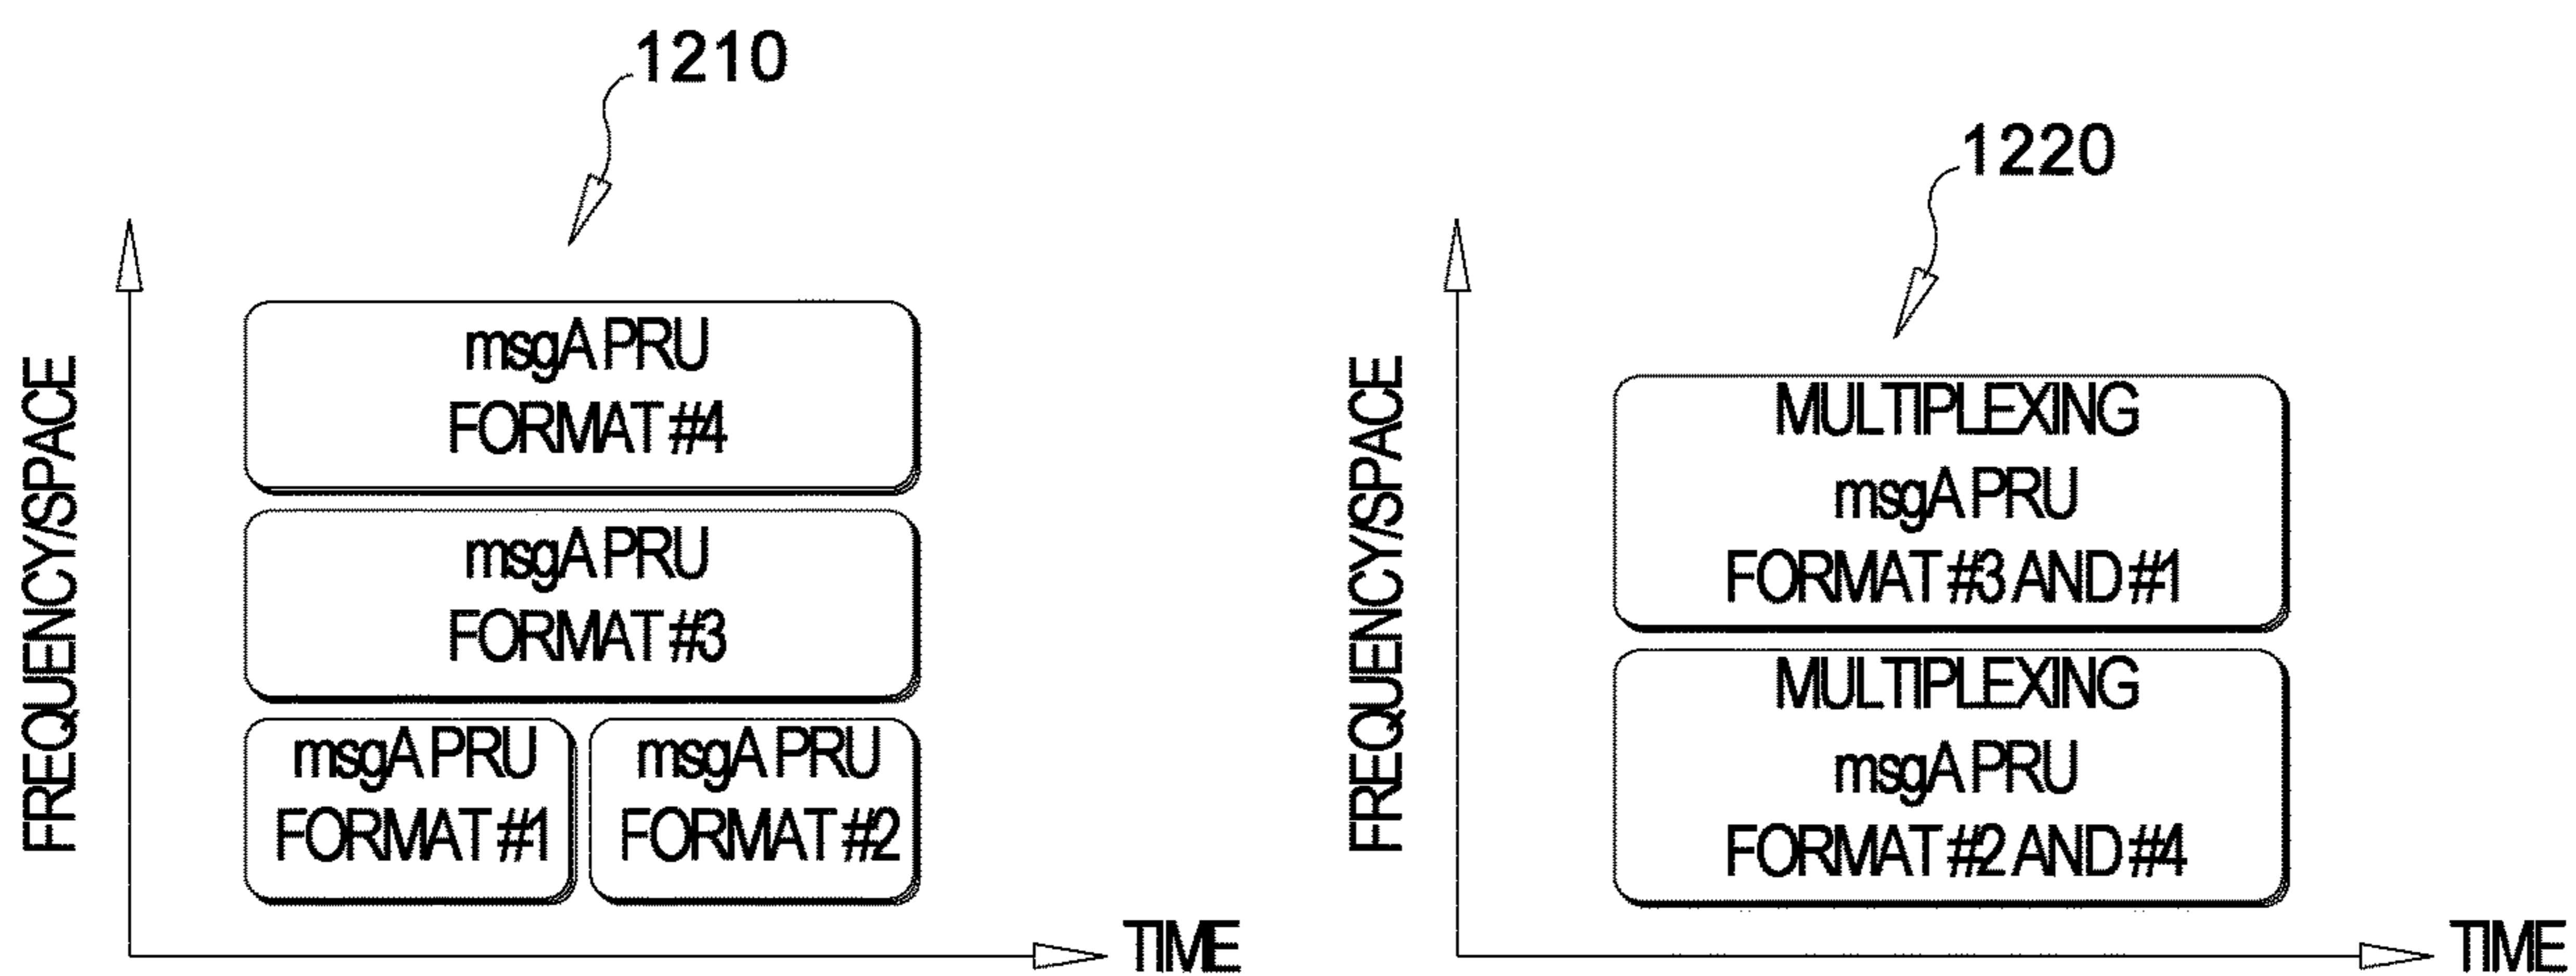 1210
FREQUENCY/SPACE
msgA PRU
FORMAT #4
msgA PRU
FORMAT #3
msgA PRU
FORMAT #1
msgA PRU
FORMAT #2
TIME
1220
FREQUENCY/SPACE
MULTIPLEXING
msgA PRU
FORMAT #3 AND #1
MULTIPLEXING
msgA PRU
FORMAT #2 AND #4
TIME